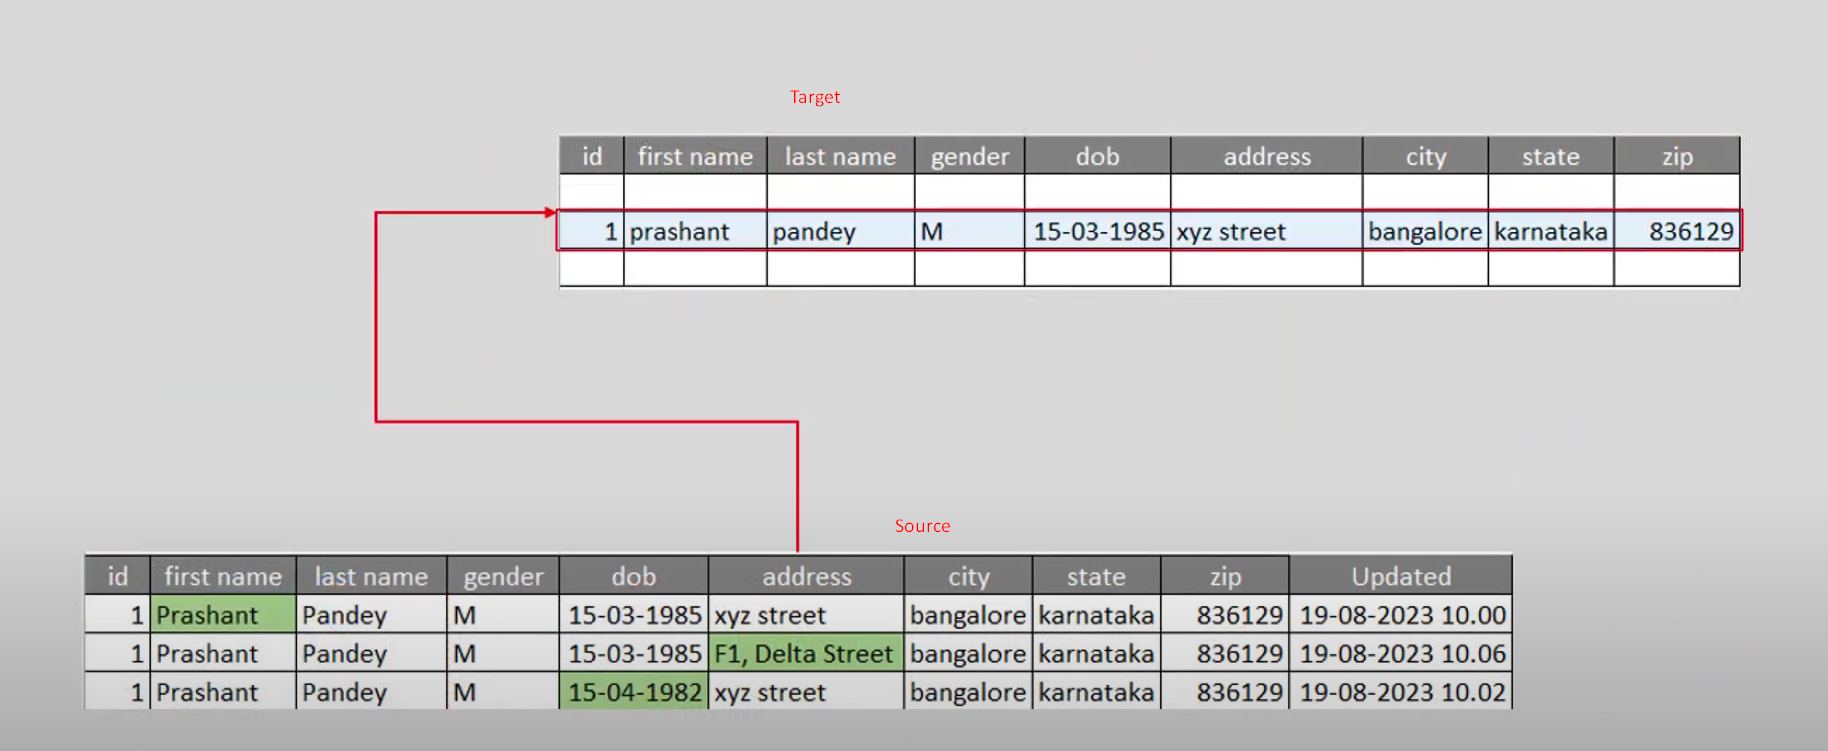 Target
id first name last name gender dob address city state zip
1 prashant pandey M 15-03-1985 xyz street bangalore karnataka 836129
Source
id first name last name gender dob address city state zip Updated
1 Prashant Pandey M 15-03-1985 xyz street bangalore karnataka 836129 19-08-2023 10.00
1 Prashant Pandey M 15-03-1985 F1, Delta Street bangalore karnataka 836129 19-08-2023 10.06
1 Prashant Pandey M 15-04-1982 xyz street bangalore karnataka 836129 19-08-2023 10.02